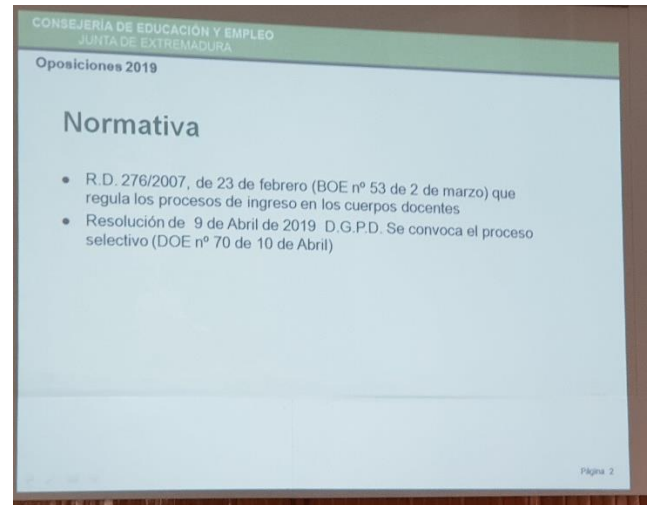 CONSEJERÍA DE EDUCACIÓN Y EMPLEO
JUNTA DE EXTREMADURA
Oposiciones 2019
Normativa
• R.D. 276/2007, de 23 de febrero (BOE nº 53 de 2 de marzo) que
regula los procesos de ingreso en los cuerpos docentes
• Resolución de 9 de Abril de 2019 D.G.P.D. Se convoca el proceso
selectivo (DOE nº 70 de 10 de Abril)
Página 2